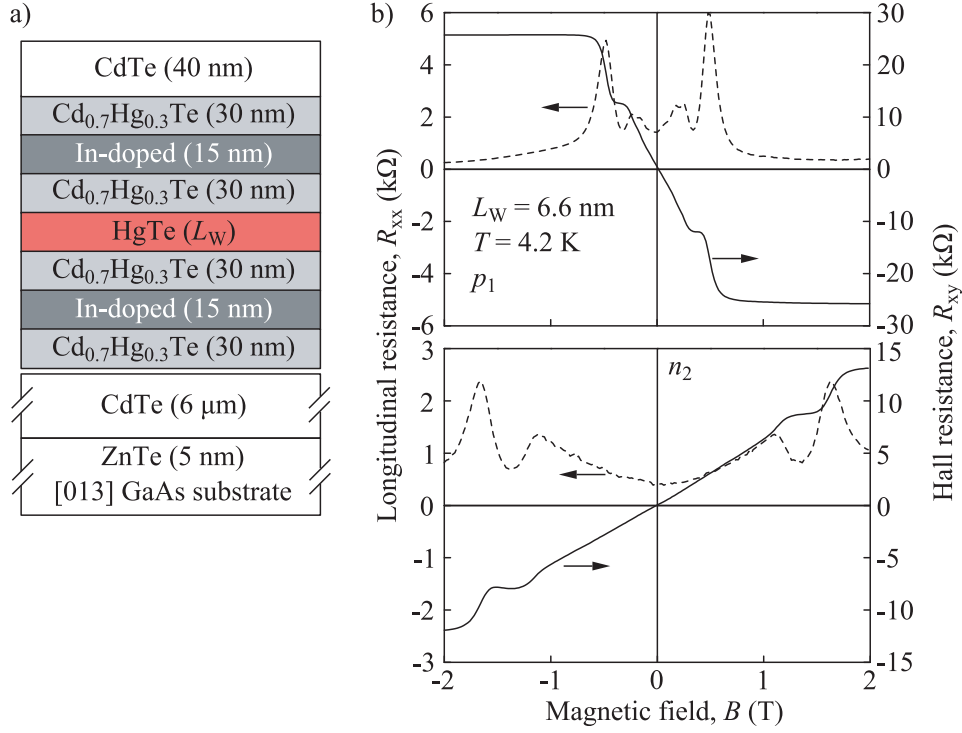 a)
CdTe (40 nm)
Cd0.7Hg0.3Te (30 nm)
In-doped (15 nm)
Cd0.7Hg0.3Te (30 nm)
HgTe (LW)
Cd0.7Hg0.3Te (30 nm)
In-doped (15 nm)
Cd0.7Hg0.3Te (30 nm)
CdTe (6 μm)
ZnTe (5 nm)
[013] GaAs substrate
b)
Longitudinal resistance, Rxx (kΩ)
6
4
2
0
-2
-4
-6
LW = 6.6 nm
T = 4.2 K
p1
30
20
10
0
-10
-20
-30
Hall resistance, Rxy (kΩ)
3
2
1
0
-1
-2
-3
n2
15
10
5
0
-5
-10
-15
-2
-1
0
1
2
Magnetic field, B (T)